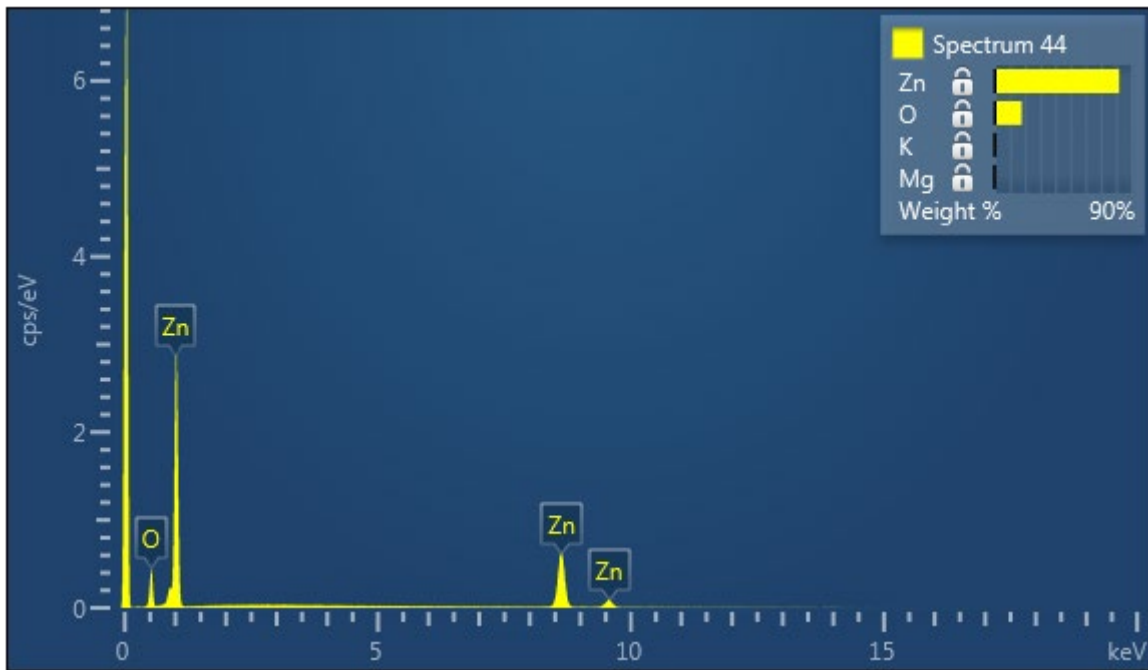 Spectrum 44
Zn
O
K
Mg
Weight % 90%
6
4
cps/eV
Zn
2
O
Zn
Zn
0
0 5 10 15 keV